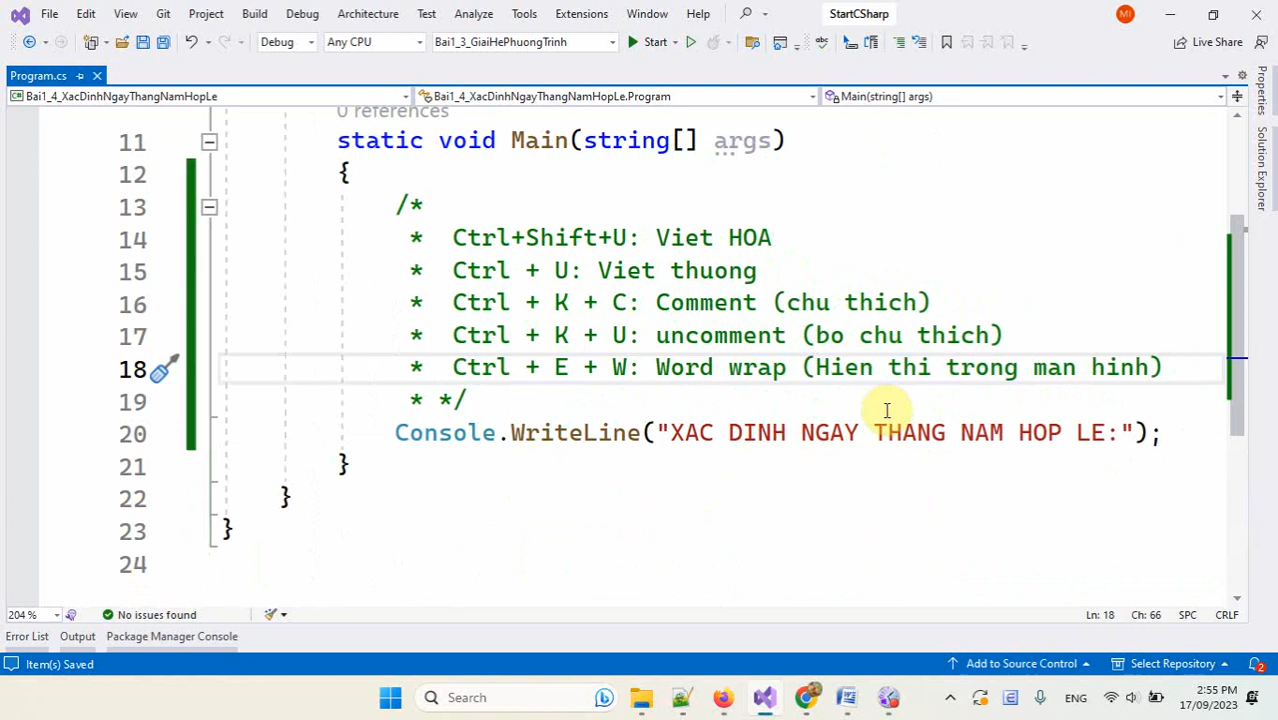 File Edit View Git Project Build Debug Architecture Test Analyze Tools Extensions Window Help StartCSharp MI
Debug Any CPU Bai1_3_GiaiHePhuongTrinh Start Live Share
Program.cs
Bai1_4_XacDinhNgayThangNamHopLe Bai1_4_XacDinhNgayThangNamHopLe.Program Main(string[] args)
Properties
Solution Explorer
0 references
11 static void Main(string[] args)
12 {
13 /*
14 * Ctrl+Shift+U: Viet HOA
15 * Ctrl + U: Viet thuong
16 * Ctrl + K + C: Comment (chu thich)
17 * Ctrl + K + U: uncomment (bo chu thich)
18 * Ctrl + E + W: Word wrap (Hien thi trong man hinh)
19 * */
20 Console.WriteLine("XAC DINH NGAY THANG NAM HOP LE:");
21 }
22 }
23 }
24
204 % No issues found Ln: 18 Ch: 66 SPC CRLF
Error List Output Package Manager Console
Item(s) Saved Add to Source Control Select Repository 2
Search ENG 2:55 PM
17/09/2023